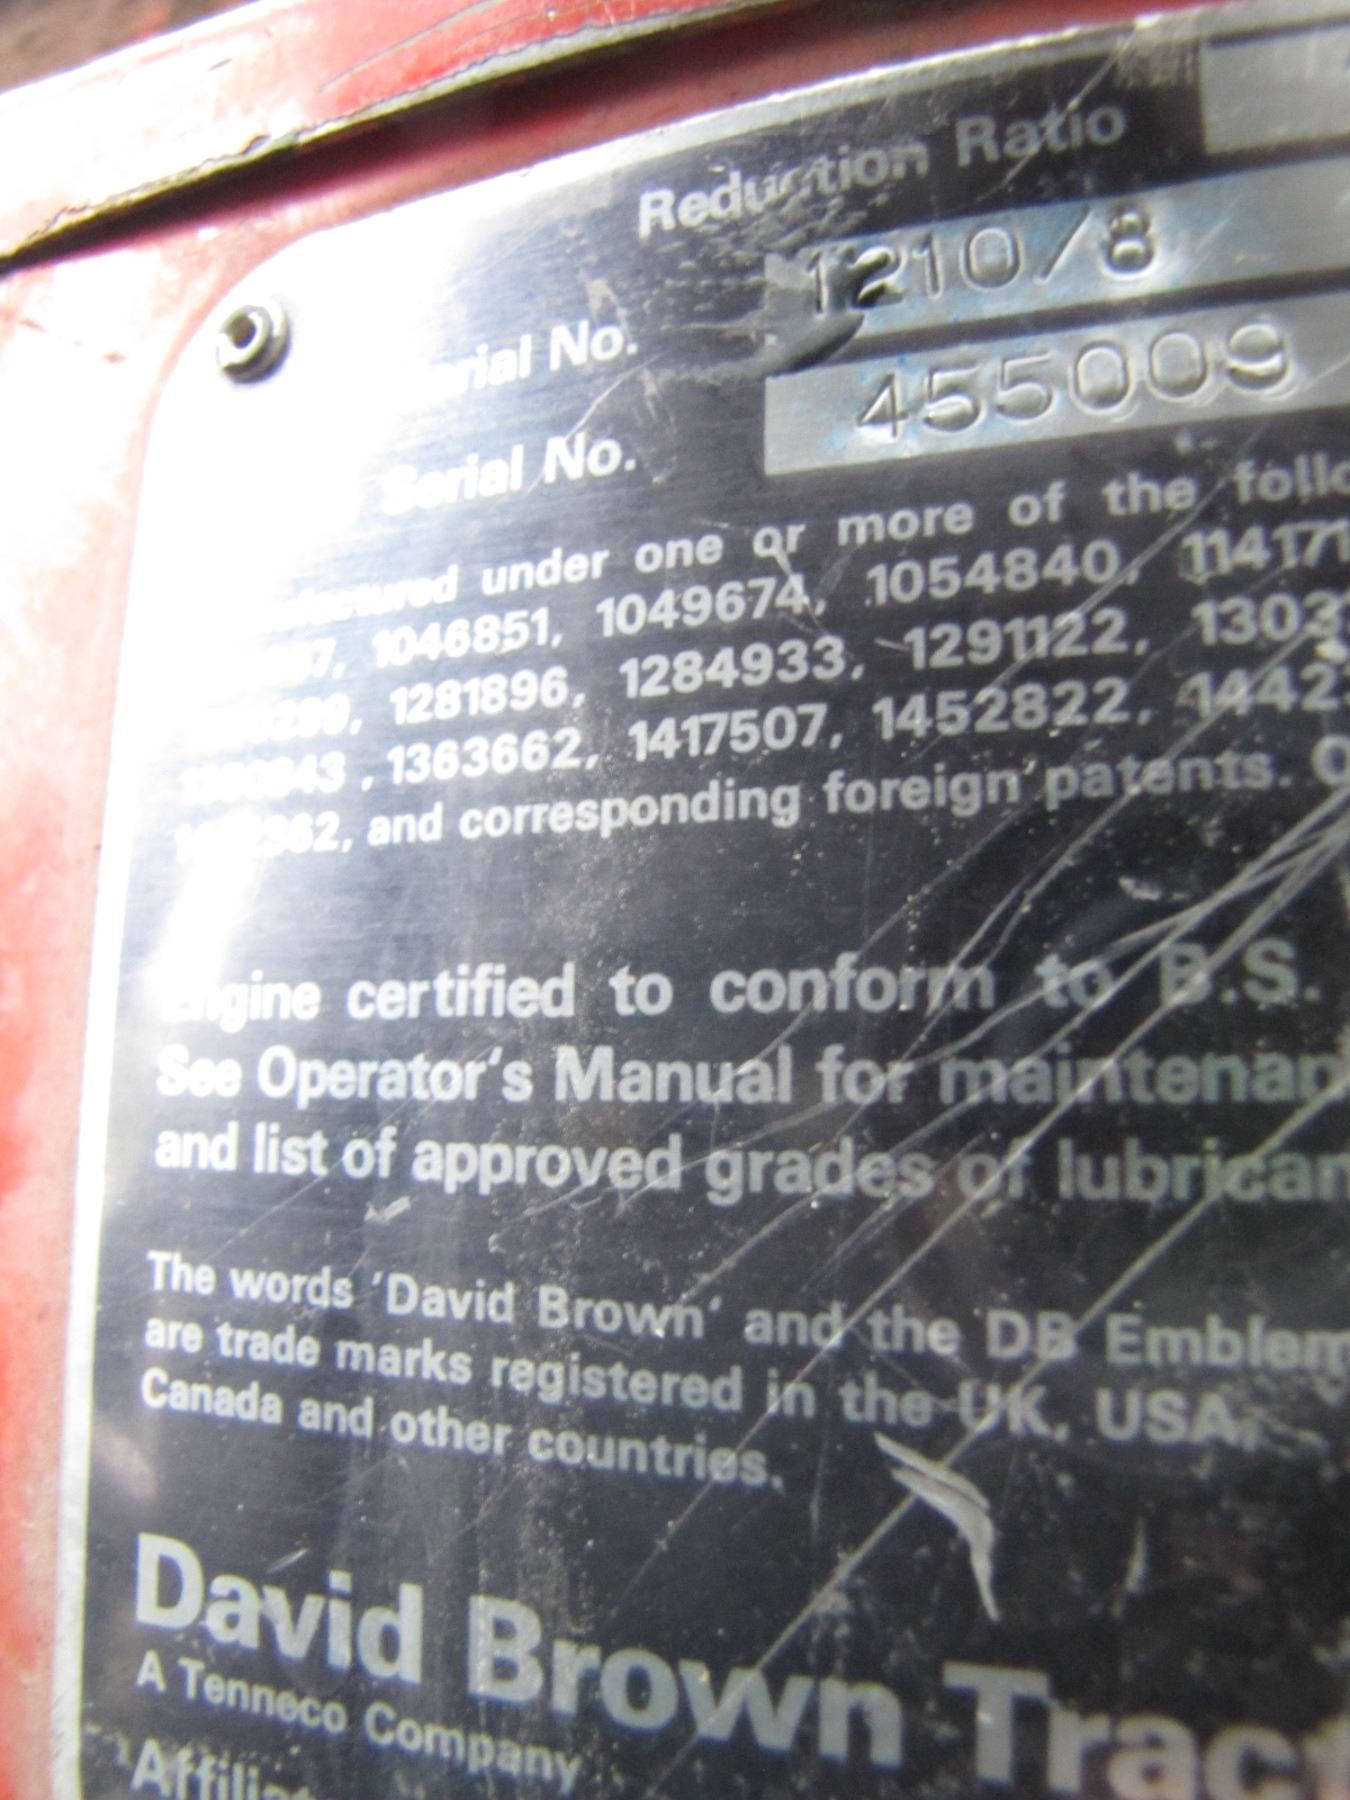 Reduction Ratio
Serial No. 1210/8
Serial No. 455009
under one or more of the
1046851, 1049674, 1054840,
1281896, 1284933, 1291122,
, 1363662, 1417507, 1452822,
and corresponding foreign patents.
Engine certified to conform to B.S.
See Operator's Manual for
and list of approved grades of
The words 'David Brown' and the DB Emblem
are trade marks registered in the UK, USA,
Canada and other countries.
David Brown
A Tenneco Company